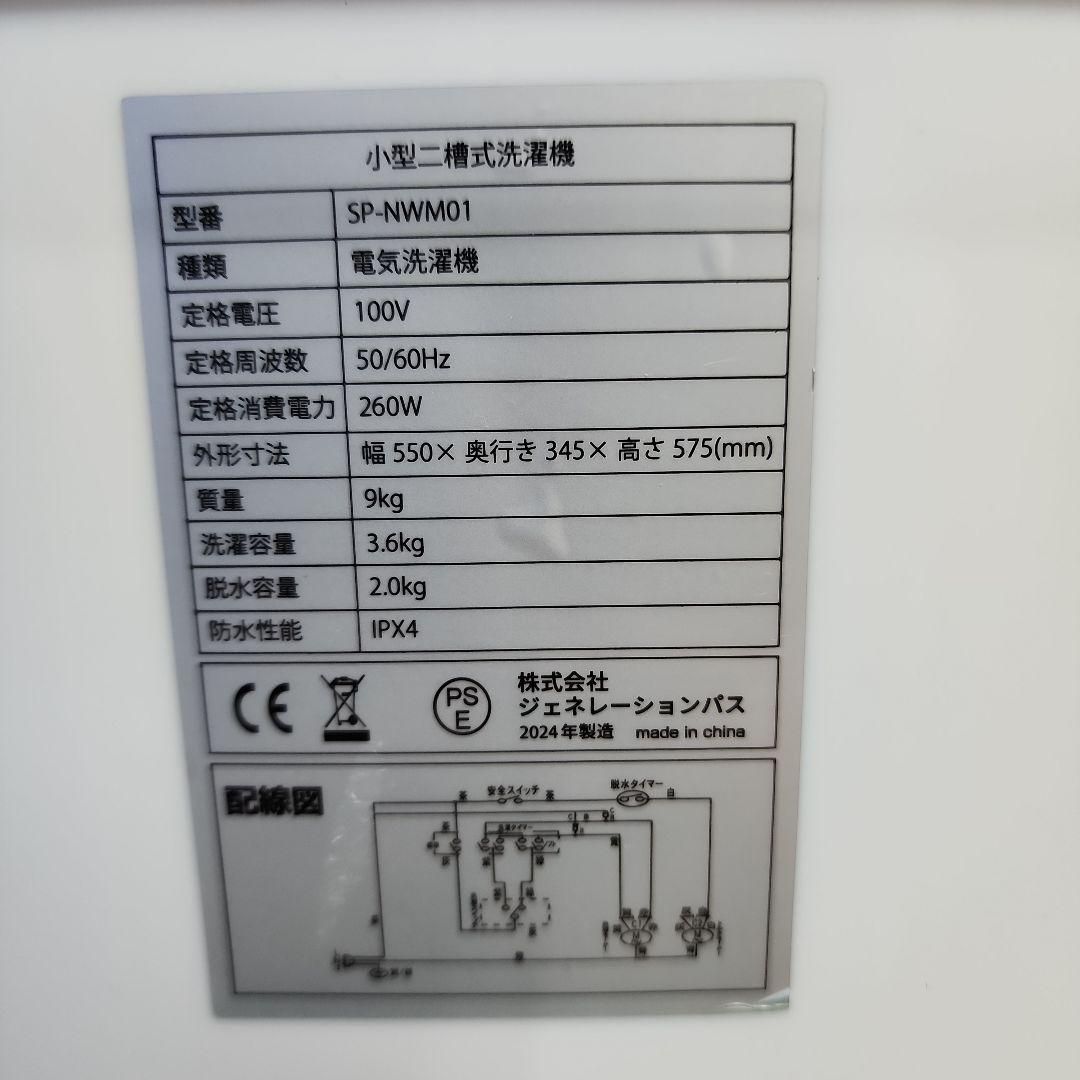 小型二槽式洗濯機
型番 SP-NWM01
種類 電気洗濯機
定格電圧 100V
定格周波数 50/60Hz
定格消費電力 260W
外形寸法 幅 550× 奥行き 345× 高さ 575(mm)
質量 9kg
洗濯容量 3.6kg
脱水容量 2.0kg
防水性能 IPX4
CE
PS
E
株式会社
ジェネレーションパス
2024年製造 made in china
配線図
脱水タイマー
茶 安全スイッチ 茶 白